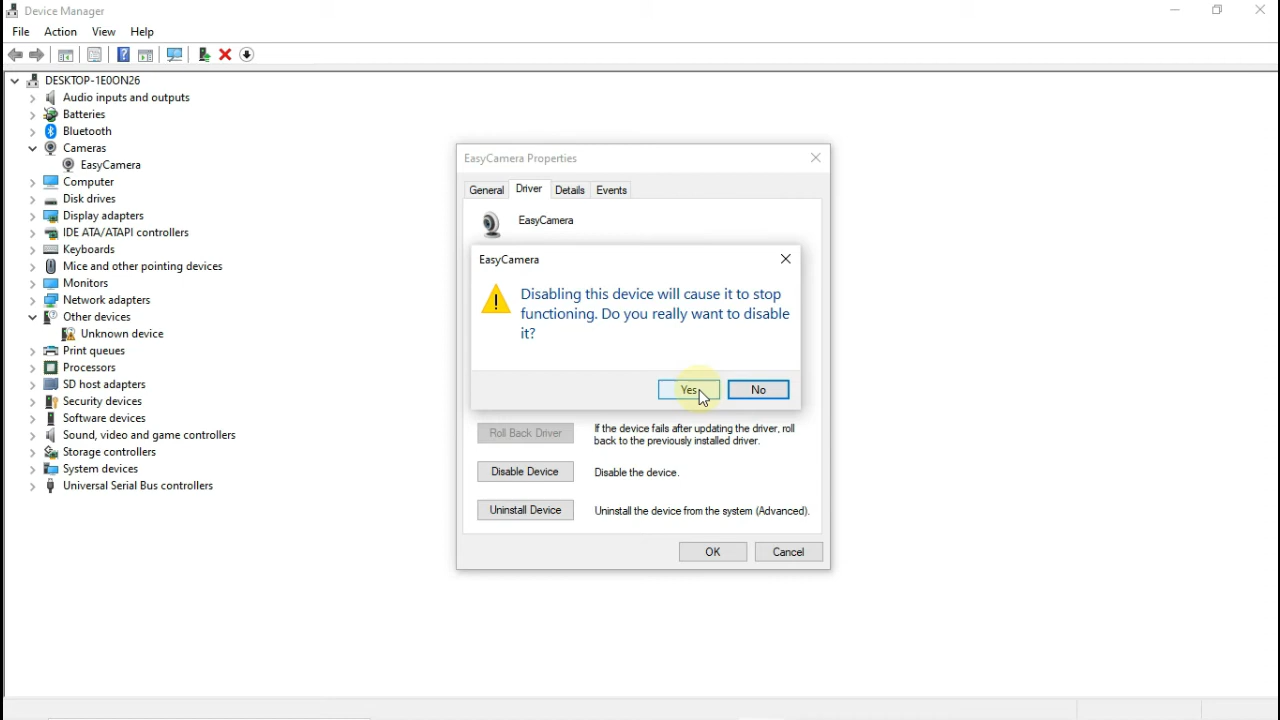 Device Manager
File Action View Help
DESKTOP-1E0ON26
Audio inputs and outputs
Batteries
Bluetooth
Cameras
EasyCamera
Computer
Disk drives
Display adapters
IDE ATA/ATAPI controllers
Keyboards
Mice and other pointing devices
Monitors
Network adapters
Other devices
Unknown device
Print queues
Processors
SD host adapters
Security devices
Software devices
Sound, video and game controllers
Storage controllers
System devices
Universal Serial Bus controllers
EasyCamera Properties
General Driver Details Events
EasyCamera
EasyCamera
Disabling this device will cause it to stop
functioning. Do you really want to disable
it?
Yes No
Roll Back Driver
If the device fails after updating the driver, roll
back to the previously installed driver.
Disable Device
Disable the device.
Uninstall Device
Uninstall the device from the system (Advanced).
OK Cancel